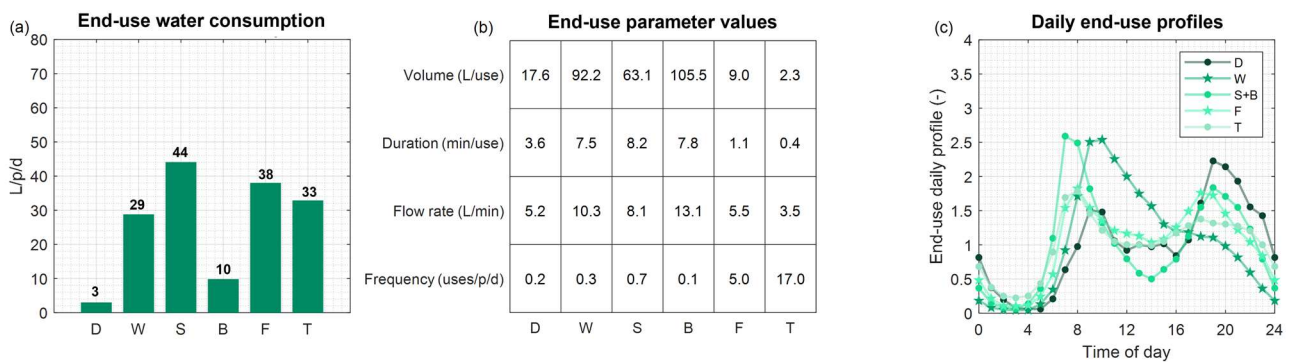 (a)
End-use water consumption
80
70
60
50
40
30
20
10
0
L/p/d
3
29
44
10
38
33
D W S B F T
(b)
End-use parameter values
Volume (L/use) 17.6 92.2 63.1 105.5 9.0 2.3
Duration (min/use) 3.6 7.5 8.2 7.8 1.1 0.4
Flow rate (L/min) 5.2 10.3 8.1 13.1 5.5 3.5
Frequency (uses/p/d) 0.2 0.3 0.7 0.1 5.0 17.0
D W S B F T
(c)
Daily end-use profiles
4
3.5
3
2.5
2
1.5
1
0.5
0
End-use daily profile (-)
D
W
S+B
F
T
0 4 8 12 16 20 24
Time of day